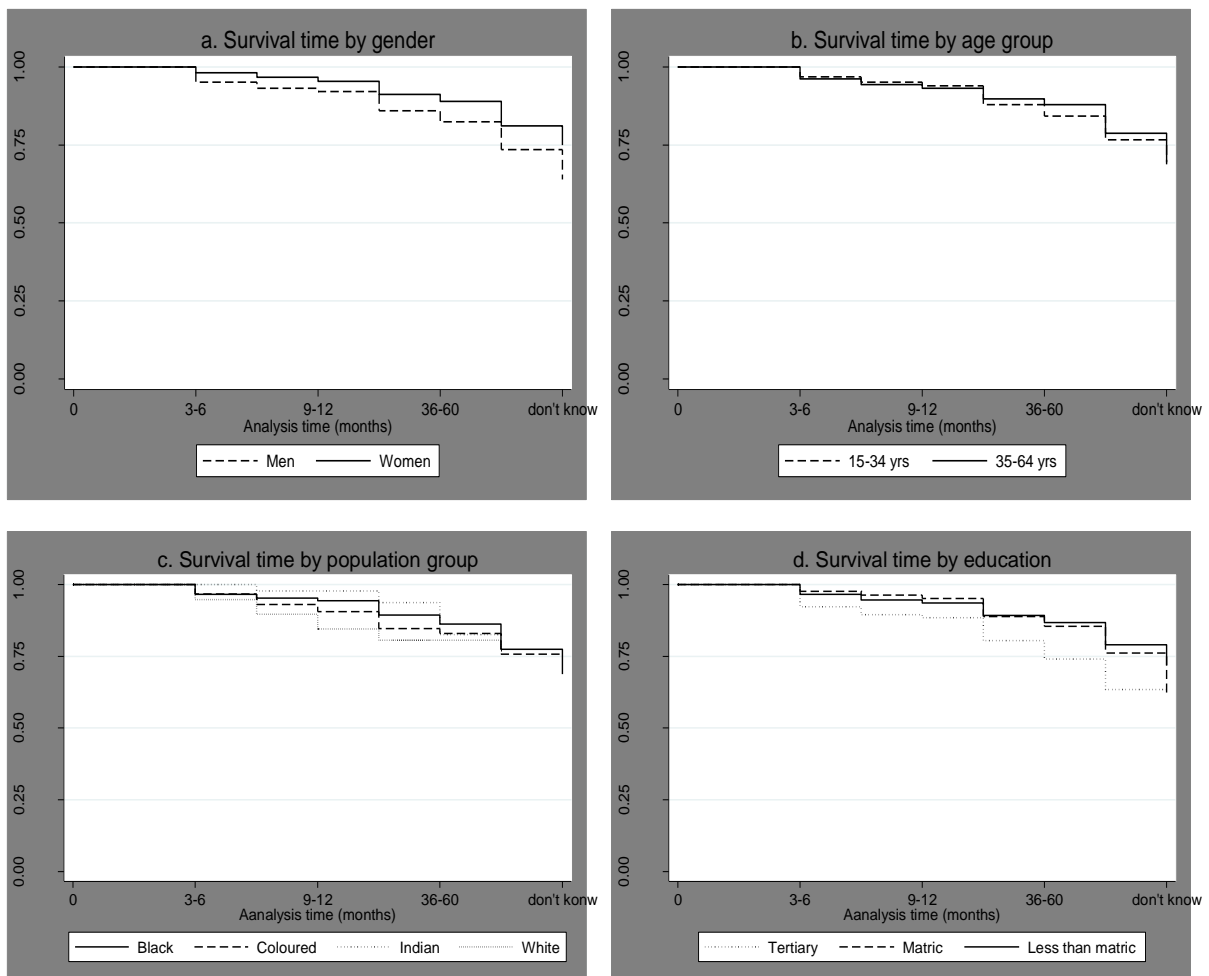 a. Survival time by gender
1.00
0.75
0.50
0.25
0.00
0 3-6 9-12 36-60 don't know
Analysis time (months)
Men Women
b. Survival time by age group
1.00
0.75
0.50
0.25
0.00
0 3-6 9-12 36-60 don't know
Analysis time (months)
15-34 yrs 35-64 yrs
c. Survival time by population group
1.00
0.75
0.50
0.25
0.00
0 3-6 9-12 36-60 don't konw
Aanalysis time (months)
Black Coloured Indian White
d. Survival time by education
1.00
0.75
0.50
0.25
0.00
0 3-6 9-12 36-60 don't know
Aanalysis time (months)
Tertiary Matric Less than matric